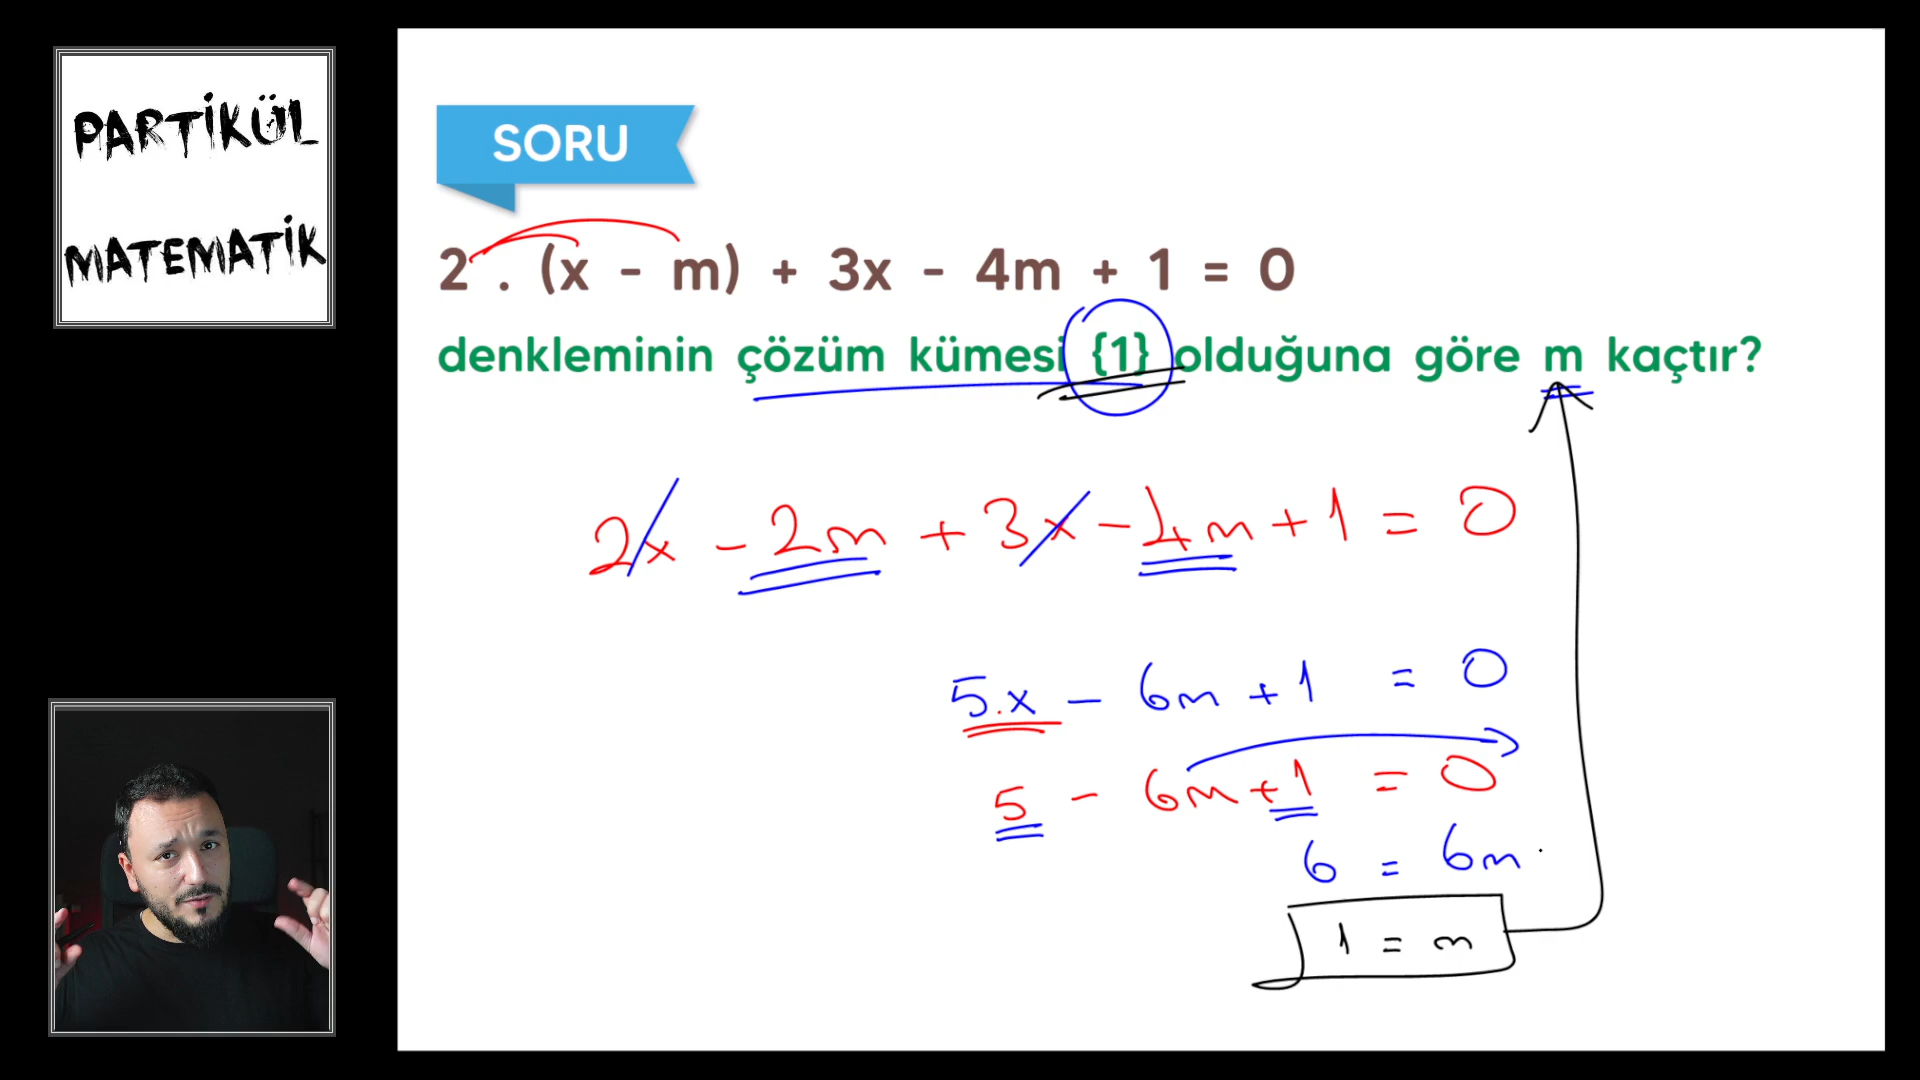 PARTİKÜL
MATEMATİK
SORU
2 . (x - m) + 3x - 4m + 1 = 0
denkleminin çözüm kümesi {1} olduğuna göre m kaçtır?
2x - 2m + 3x - 4m + 1 = 0
5.x - 6m + 1 = 0
5 - 6m + 1 = 0
6 = 6m
1 = m